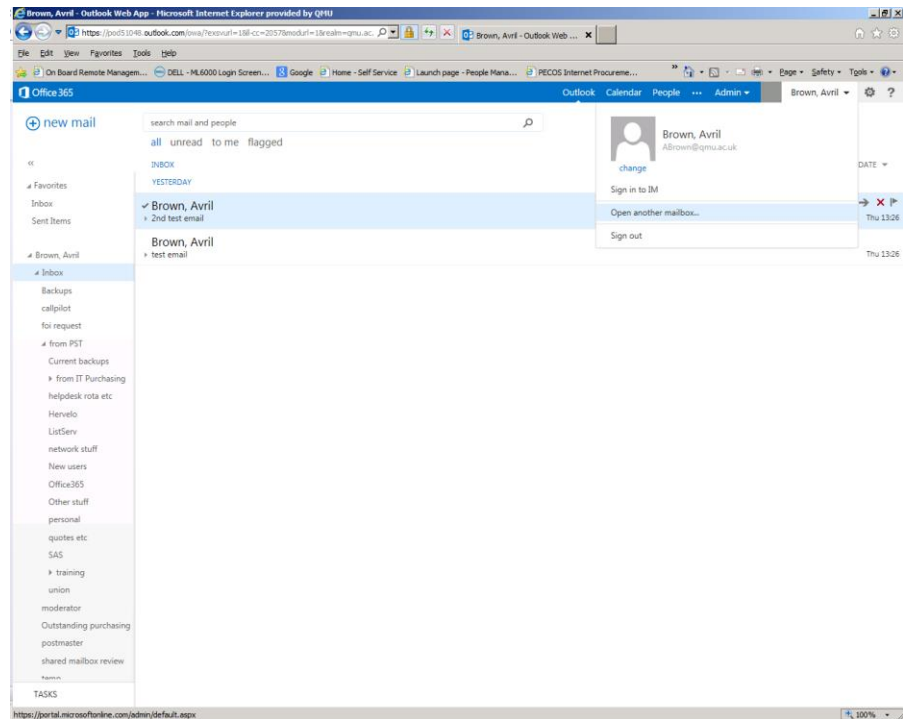 Brown, Avril - Outlook Web App - Microsoft Internet Explorer provided by QMU
Brown, Avril - Outlook Web ...
File Edit View Favorites Tools Help
On Board Remote Managem... DELL - ML6000 Login Screen... Google Home - Self Service Launch page - People Mana... PECOS Internet Procureme... Page Safety Tools
Office 365 Outlook Calendar People ... Admin Brown, Avril ?
new mail
search mail and people
all unread to me flagged
INBOX
DATE
YESTERDAY
Brown, Avril
2nd test email
Thu 13:26
Brown, Avril
test email
Thu 13:26
Brown, Avril
ABrown@qmu.ac.uk
change
Sign in to IM
Open another mailbox...
Sign out
«
Favorites
Inbox
Sent Items
Brown, Avril
Inbox
Backups
callpilot
foi request
from PST
Current backups
from IT Purchasing
helpdesk rota etc
Hervelo
ListServ
network stuff
New users
Office365
Other stuff
personal
quotes etc
SAS
training
union
moderator
Outstanding purchasing
postmaster
shared mailbox review
TASKS
https://portal.microsoftonline.com/admin/default.aspx
100%